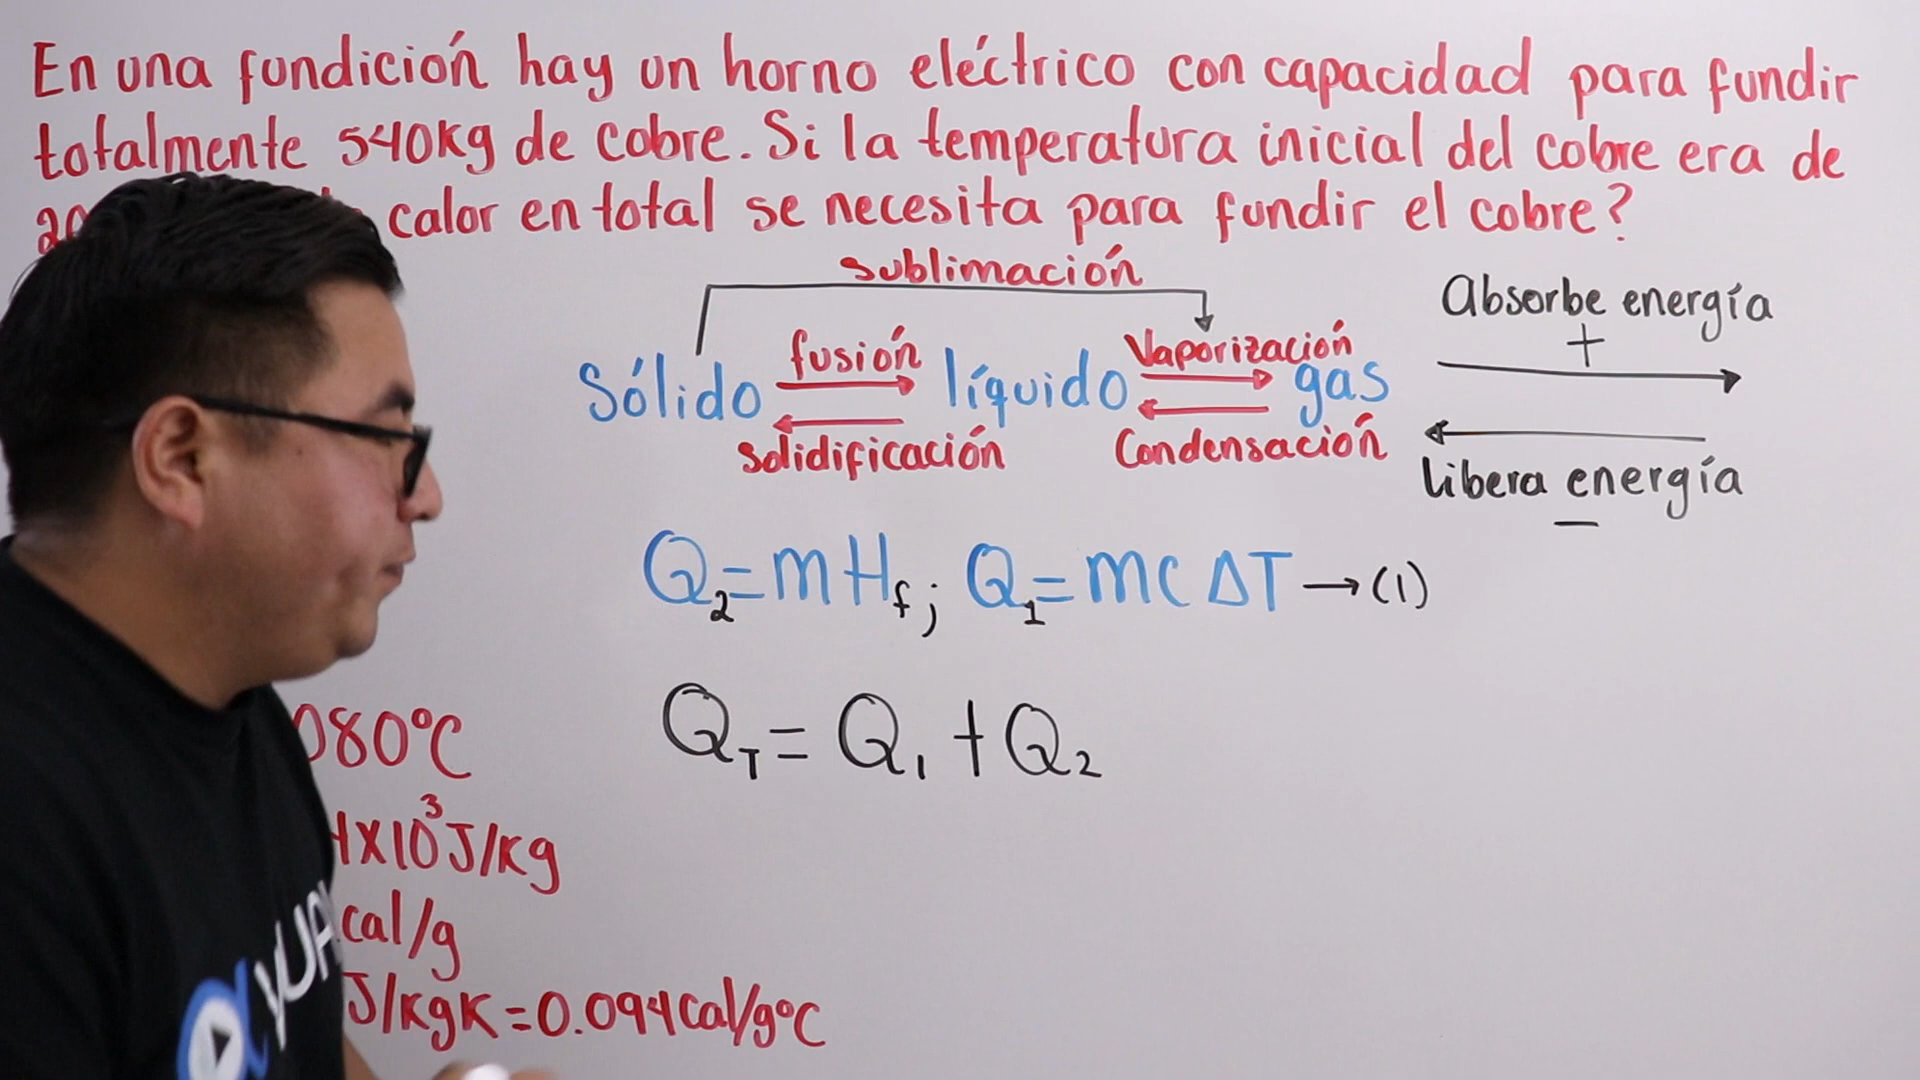 En una fundición hay un horno eléctrico con capacidad para fundir
totalmente 540kg de cobre. Si la temperatura inicial del cobre era de
calor en total se necesita para fundir el cobre?
sublimación
Absorbe energía
+
Sólido fusión líquido Vaporización gas
solidificación Condensación
libera energía
−
Q₂=mH_f; Q₁=mcΔT→(1)
Q_T=Q₁+Q₂
080°C
x10³J/kg
cal/g
J/kgK=0.094cal/g°C